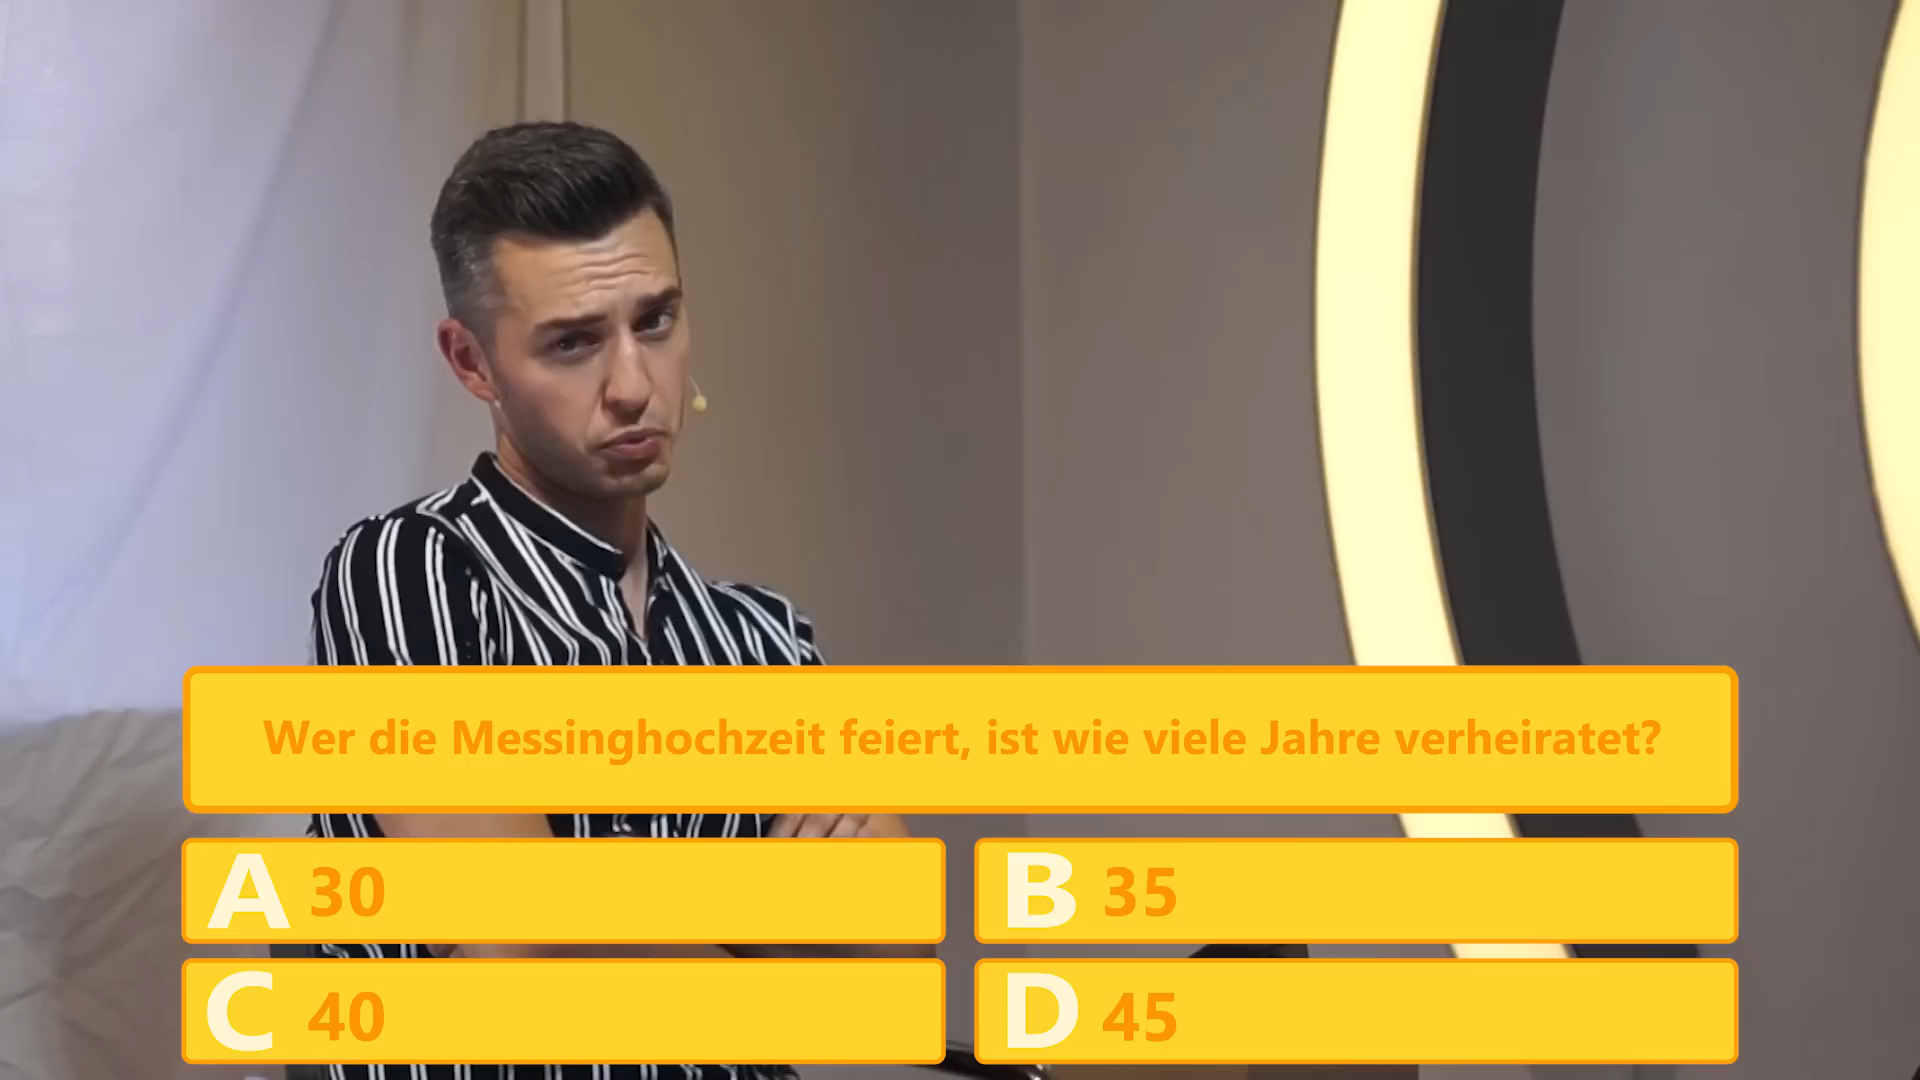 Wer die Messinghochzeit feiert, ist wie viele Jahre verheiratet?
A 30
B 35
C 40
D 45